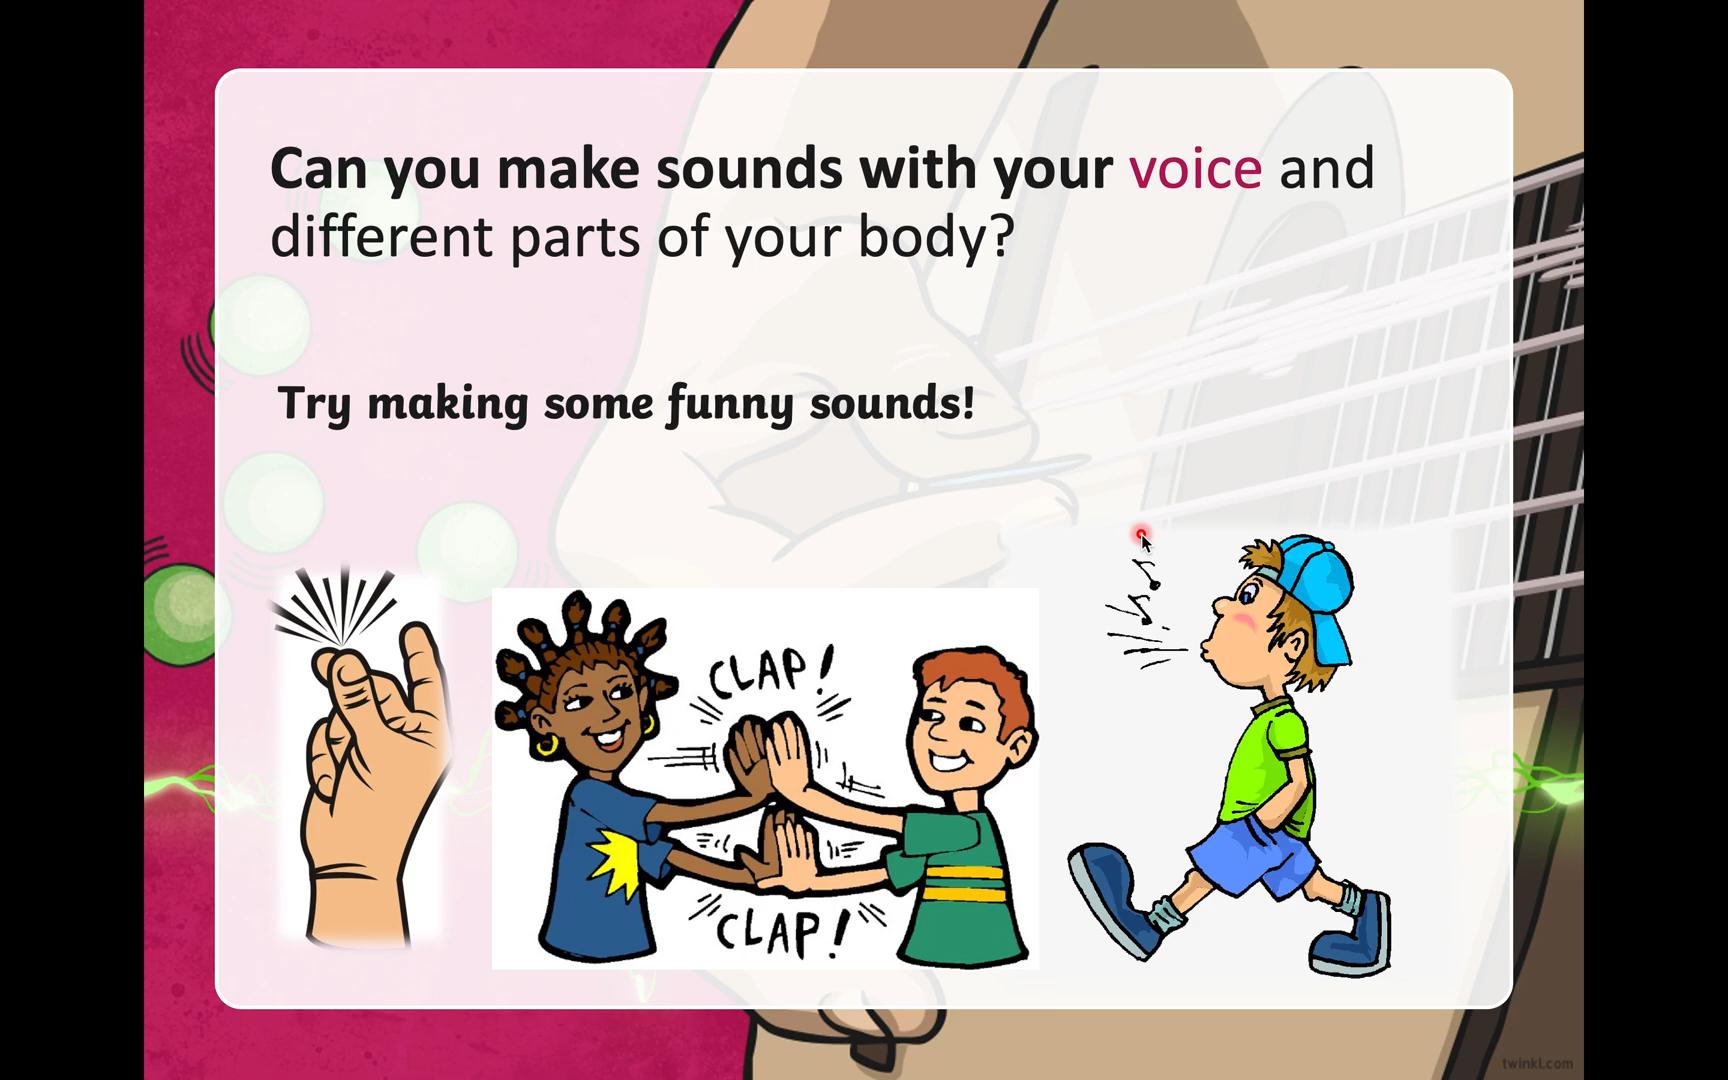 Can you make sounds with your voice and
different parts of your body?
Try making some funny sounds!
CLAP!
CLAP!
twinkl.com